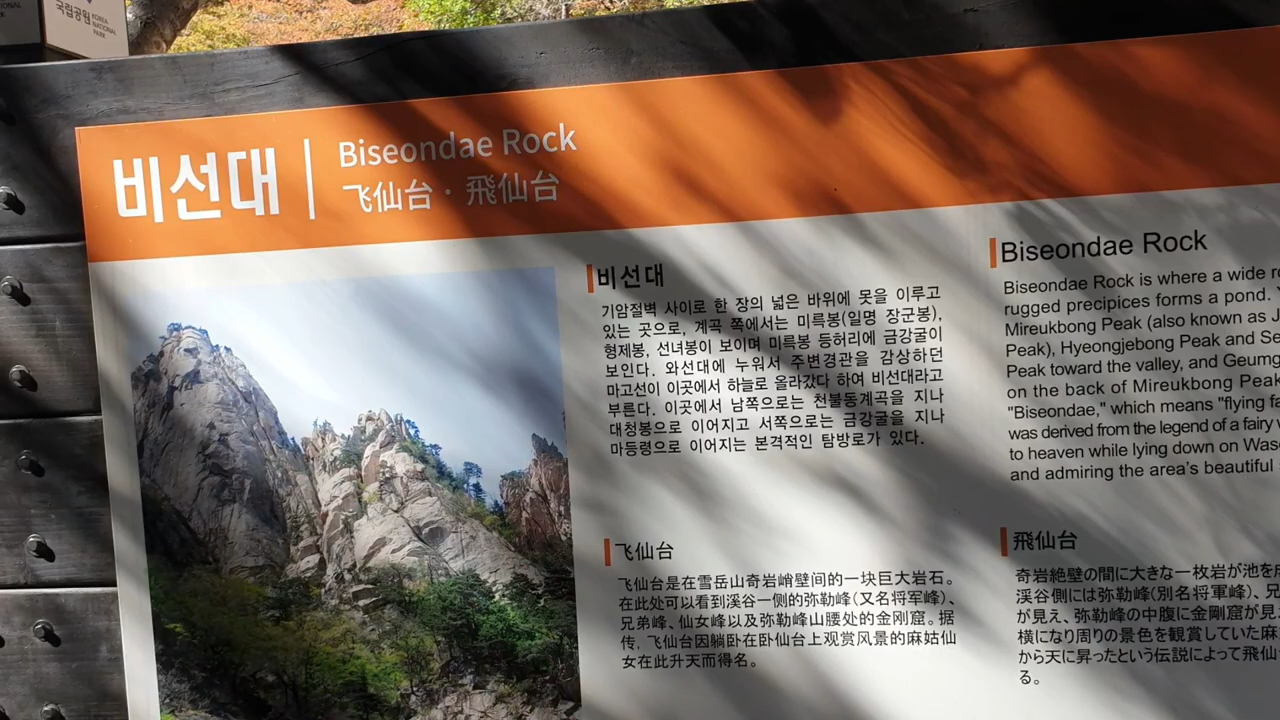 국립공원 KOREA NATIONAL PARK
비선대
Biseondae Rock
飞仙台 · 飛仙台
비선대
기암절벽 사이로 한 장의 넓은 바위에 못을 이루고
있는 곳으로, 계곡 쪽에서는 미륵봉(일명 장군봉),
형제봉, 선녀봉이 보이며 미륵봉 등허리에 금강굴이
보인다. 와선대에 누워서 주변경관을 감상하던
마고선이 이곳에서 하늘로 올라갔다 하여 비선대라고
부른다. 이곳에서 남쪽으로는 천불동계곡을 지나
대청봉으로 이어지고 서쪽으로는 금강굴을 지나
마등령으로 이어지는 본격적인 탐방로가 있다.
Biseondae Rock
Biseondae Rock is where a wide
rugged precipices forms a pond.
Mireukbong Peak (also known as
Peak), Hyeongjebong Peak and
Peak toward the valley, and
on the back of Mireukbong Peak
"Biseondae," which means "flying
was derived from the legend of a fairy
to heaven while lying down on
and admiring the area's beautiful
飞仙台
飞仙台是在雪岳山奇岩峭壁间的一块巨大岩石。
在此处可以看到溪谷一侧的弥勒峰(又名将军峰)、
兄弟峰、仙女峰以及弥勒峰山腰处的金刚窟。据
传, 飞仙台因躺卧在卧仙台上观赏风景的麻姑仙
女在此升天而得名。
飛仙台
奇岩絶壁の間に大きな一枚岩が池を
渓谷側には弥勒峰(別名将軍峰)、
が見え、弥勒峰の中腹に金剛窟が見
横になり周りの景色を観賞していた
から天に昇ったという伝説によって飛仙
る。